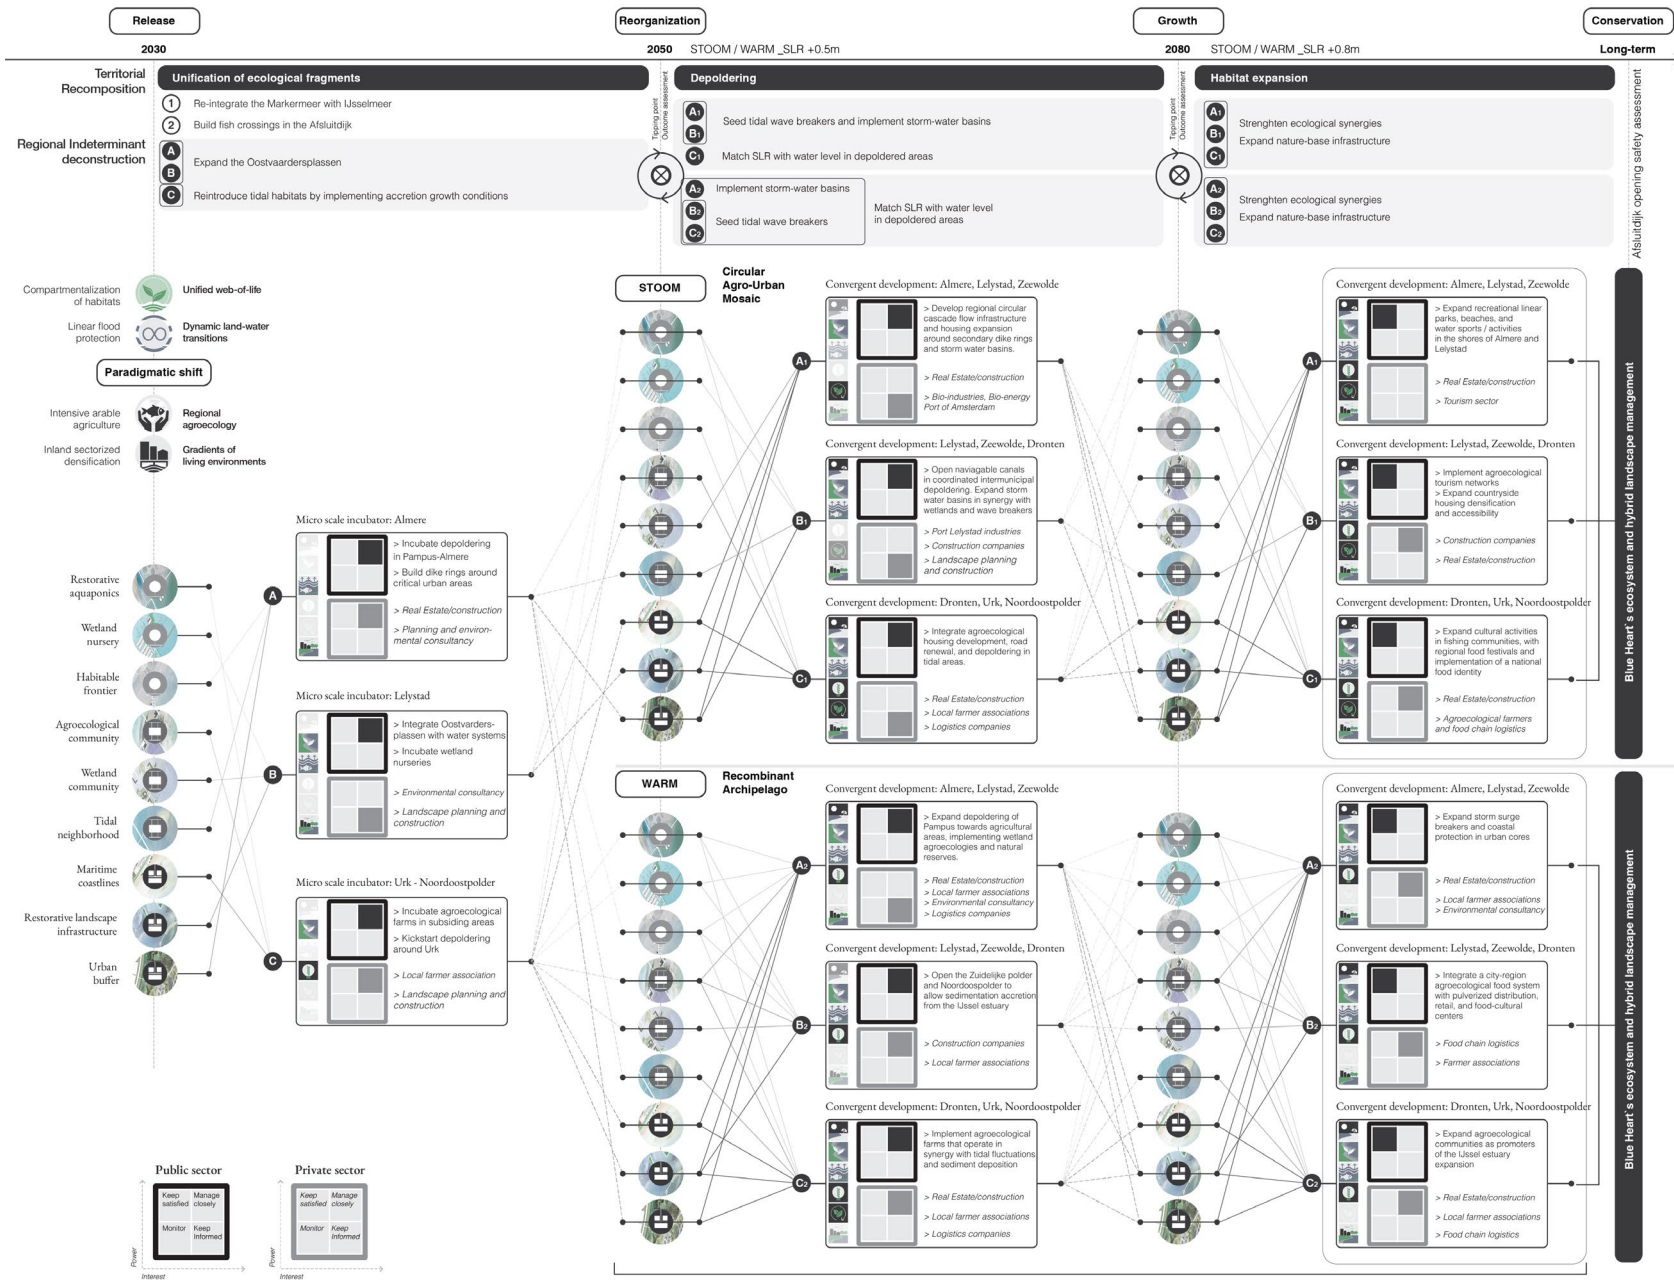 Release
Reorganization
Growth
Conservation
2030
2050
STOOM / WARM _SLR +0.5m
2080
STOOM / WARM _SLR +0.8m
Long-term
Territorial
Recomposition
Unification of ecological fragments
1
Re-integrate the Markermeer with IJsselmeer
2
Build fish crossings in the Afsluitdijk
Regional Indeterminant
deconstruction
A
B
Expand the Oostvaardersplassen
C
Reintroduce tidal habitats by implementing accretion growth conditions
Tipping point
Outcome assessment
Depoldering
A1
B1
Seed tidal wave breakers and implement storm-water basins
C1
Match SLR with water level in depoldered areas
A2
Implement storm-water basins
B2
C2
Seed tidal wave breakers
Match SLR with water level
in depoldered areas
Tipping point
Outcome assessment
Habitat expansion
A1
B1
C1
Strenghten ecological synergies
Expand nature-base infrastructure
A2
B2
C2
Strenghten ecological synergies
Expand nature-base infrastructure
Afsluitdijk opening safety assessment
Compartmentalization
of habitats
Unified web-of-life
Linear flood
protection
Dynamic land-water
transitions
Paradigmatic shift
Intensive arable
agriculture
Regional
agroecology
Inland sectorized
densification
Gradients of
living environments
Restorative
aquaponics
Wetland
nursery
Habitable
frontier
Agroecological
community
Wetland
community
Tidal
neighborhood
Maritime
coastlines
Restorative landscape
infrastructure
Urban
buffer
A
B
C
Micro scale incubator: Almere
> Incubate depoldering
in Pampus-Almere
> Build dike rings around
critical urban areas
> Real Estate/construction
> Planning and environ-
mental consultancy
Micro scale incubator: Lelystad
> Integrate Oostvarders-
plassen with water systems
> Incubate wetland
nurseries
> Environmental consultancy
> Landscape planning and
construction
Micro scale incubator: Urk - Noordoostpolder
> Incubate agroecological
farms in subsiding areas
> Kickstart depoldering
around Urk
> Local farmer association
> Landscape planning and
construction
STOOM
Circular
Agro-Urban
Mosaic
A1
B1
C1
Convergent development: Almere, Lelystad, Zeewolde
> Develop regional circular
cascade flow infrastructure
and housing expansion
around secondary dike rings
and storm water basins.
> Real Estate/construction
> Bio-industries, Bio-energy
Port of Amsterdam
Convergent development: Lelystad, Zeewolde, Dronten
> Open naviagable canals
in coordinated intermunicipal
depoldering. Expand storm
water basins in synergy with
wetlands and wave breakers
> Port Lelystad industries
> Construction companies
> Landscape planning
and construction
Convergent development: Dronten, Urk, Noordoostpolder
> Integrate agroecological
housing development, road
renewal, and depoldering in
tidal areas.
> Real Estate/construction
> Local farmer associations
> Logistics companies
A1
B1
C1
Convergent development: Almere, Lelystad, Zeewolde
> Expand recreational linear
parks, beaches, and
water sports / activities
in the shores of Almere and
Lelystad
> Real Estate/construction
> Tourism sector
Convergent development: Lelystad, Zeewolde, Dronten
> Implement agroecological
tourism networks
> Expand countryside
housing densification
and accessibility
> Construction companies
> Real Estate/construction
Convergent development: Dronten, Urk, Noordoostpolder
> Expand cultural activities
in fishing communities, with
regional food festivals and
implementation of a national
food identity
> Real Estate/construction
> Agroecological farmers
and food chain logistics
Blue Heart's ecosystem and hybrid landscape management
WARM
Recombinant
Archipelago
A2
B2
C2
Convergent development: Almere, Lelystad, Zeewolde
> Expand depoldering of
Pampus towards agricultural
areas, implementing wetland
agroecologies and natural
reserves.
> Real Estate/construction
> Local farmer associations
> Environmental consultancy
> Logistics companies
Convergent development: Lelystad, Zeewolde, Dronten
> Open the Zuidelijke polder
and Noordoospolder to
allow sedimentation accretion
from the IJssel estuary
> Construction companies
> Local farmer associations
Convergent development: Dronten, Urk, Noordoostpolder
> Implement agroecological
farms that operate in
synergy with tidal fluctuations
and sediment deposition
> Real Estate/construction
> Local farmer associations
> Logistics companies
A2
B2
C2
Convergent development: Almere, Lelystad, Zeewolde
> Expand storm surge
breakers and coastal
protection in urban cores
> Real Estate/construction
> Local farmer associations
> Environmental consultancy
Convergent development: Lelystad, Zeewolde, Dronten
> Integrate a city-region
agroecological food system
with pulverized distribution,
retail, and food-cultural
centers
> Food chain logistics
> Farmer associations
Convergent development: Dronten, Urk, Noordoostpolder
> Expand agroecological
communities as promoters
of the IJssel estuary
expansion
> Real Estate/construction
> Local farmer associations
> Food chain logistics
Blue Heart's ecosystem and hybrid landscape management
Public sector
Keep
satisfied
Manage
closely
Monitor
Keep
Informed
Power
Interest
Private sector
Keep
satisfied
Manage
closely
Monitor
Keep
Informed
Power
Interest